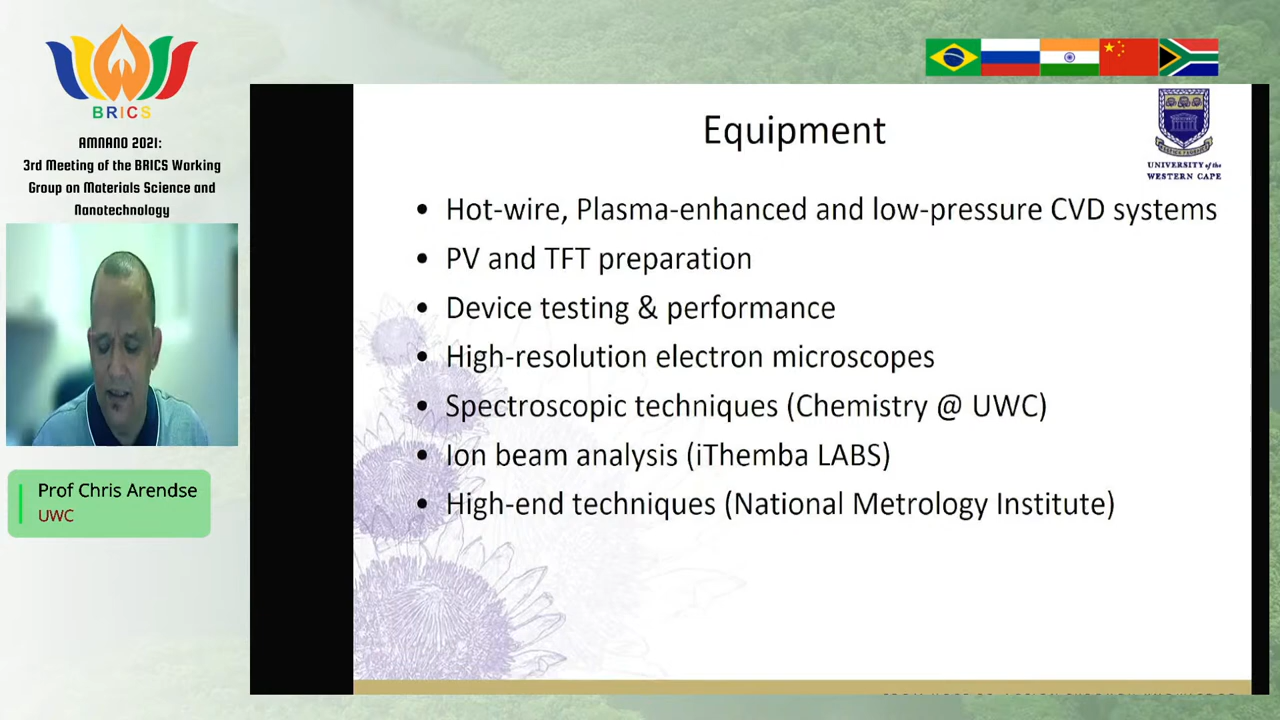 BRICS
AMNANO 2021:
3rd Meeting of the BRICS Working
Group on Materials Science and
Nanotechnology
Prof Chris Arendse
UWC
Equipment
UNIVERSITY of the
WESTERN CAPE
• Hot-wire, Plasma-enhanced and low-pressure CVD systems
• PV and TFT preparation
• Device testing & performance
• High-resolution electron microscopes
• Spectroscopic techniques (Chemistry @ UWC)
• Ion beam analysis (iThemba LABS)
• High-end techniques (National Metrology Institute)